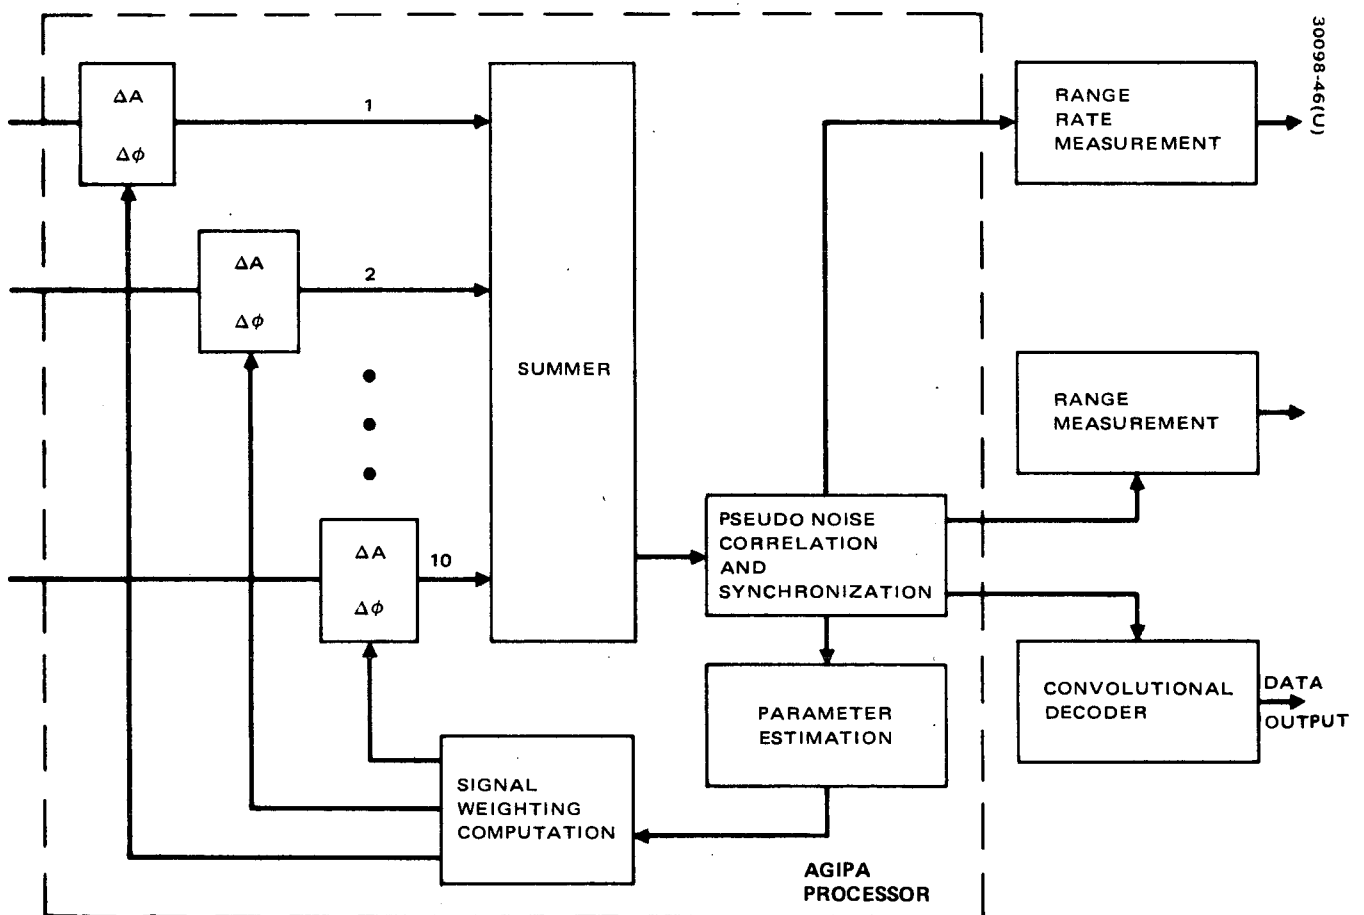 ΔA
Δϕ
1
ΔA
Δϕ
2
ΔA
Δϕ
10
SUMMER
PSEUDO NOISE
CORRELATION
AND
SYNCHRONIZATION
PARAMETER
ESTIMATION
SIGNAL
WEIGHTING
COMPUTATION
AGIPA
PROCESSOR
RANGE
RATE
MEASUREMENT
RANGE
MEASUREMENT
CONVOLUTIONAL
DECODER
DATA
OUTPUT
30098-46(U)